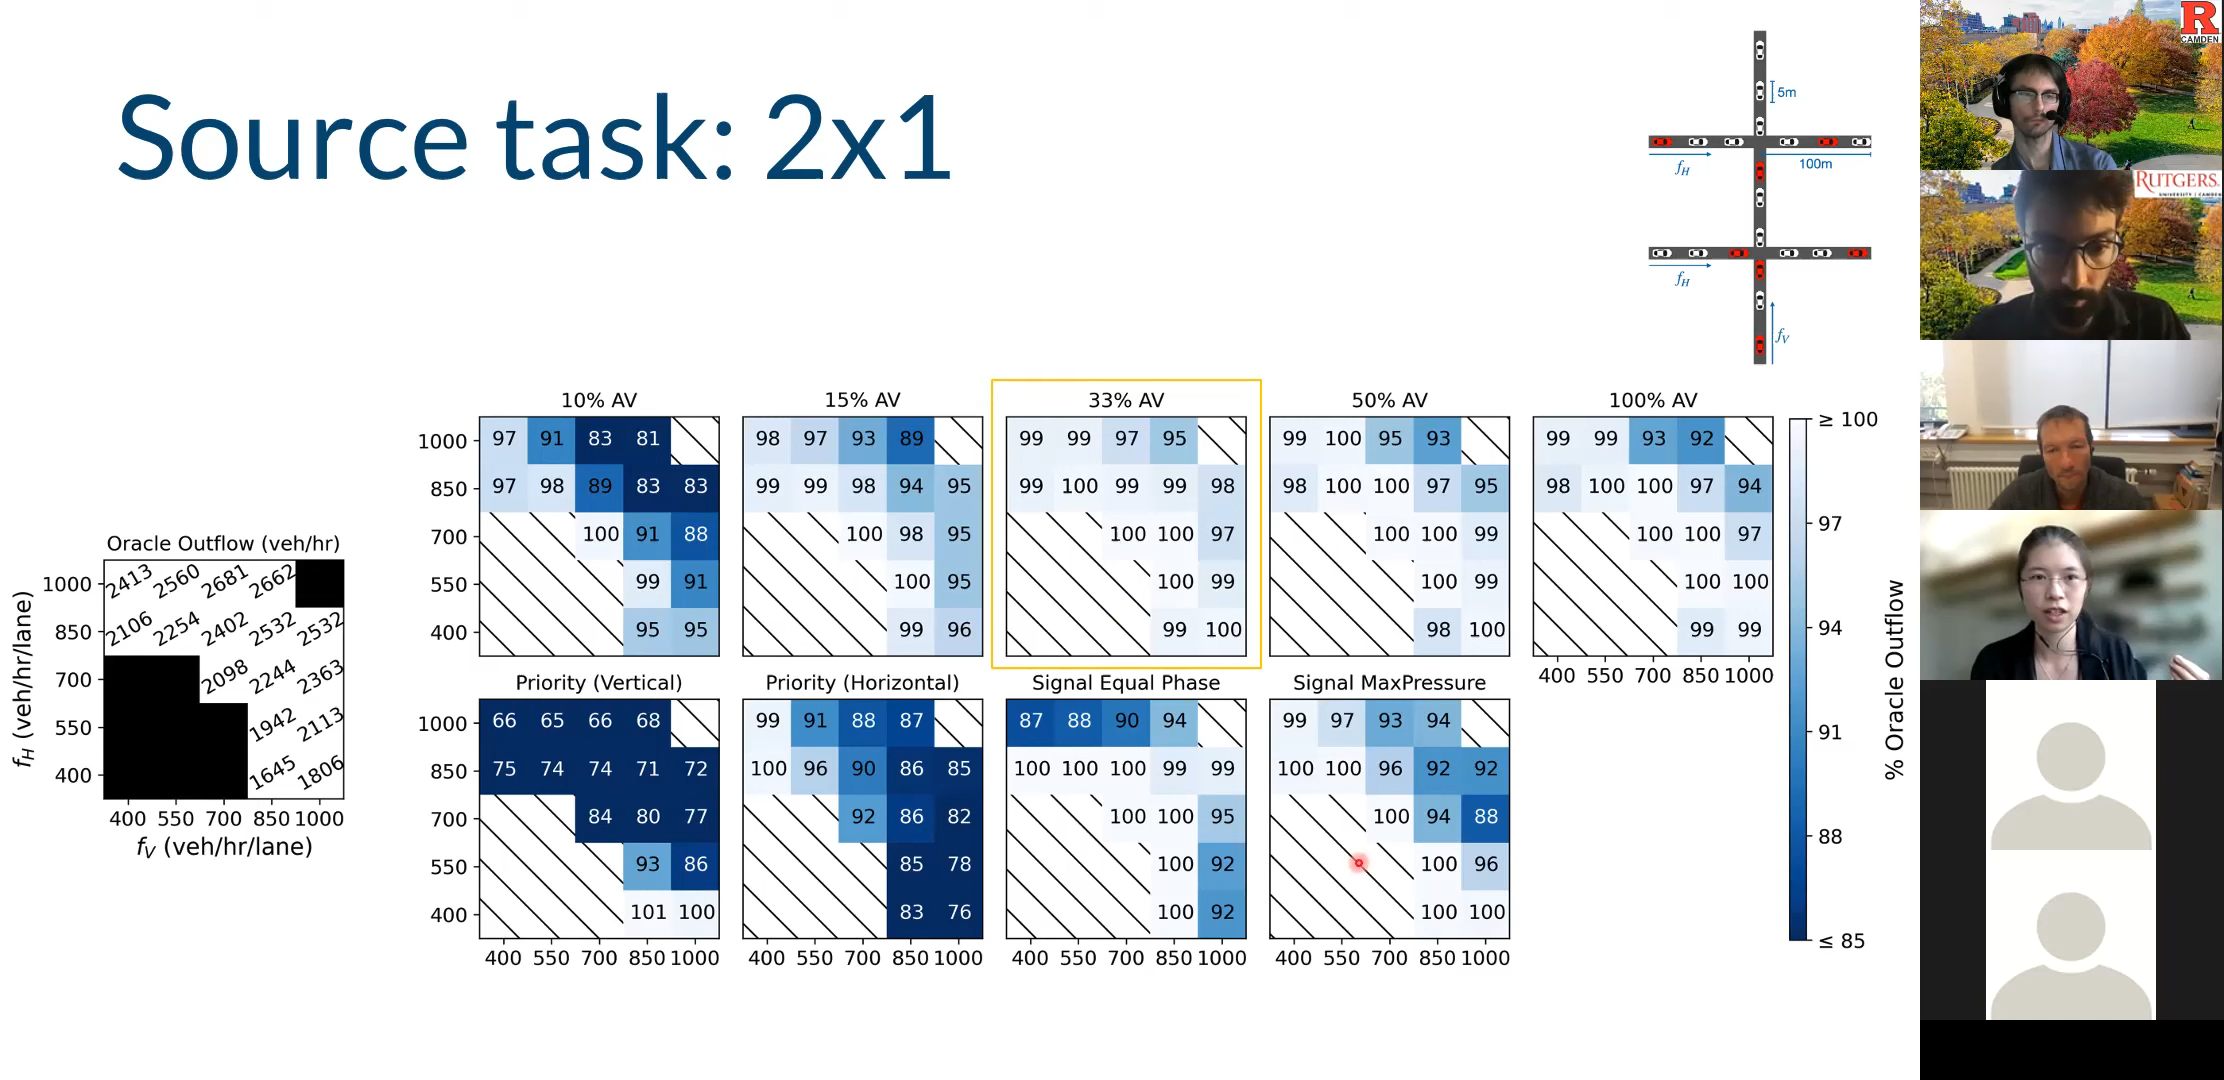 Source task: 2x1
5m
f_H
100m
f_H
f_V
R
CAMDEN
RUTGERS
UNIVERSITY | CAMDEN
Oracle Outflow (veh/hr)
1000 2413 2560 2681 2662
850 2106 2254 2402 2532 2532
700 2098 2244 2363
550 1942 2113
400 1645 1806
400 550 700 850 1000
f_H (veh/hr/lane)
f_V (veh/hr/lane)
10% AV
1000 97 91 83 81
850 97 98 89 83 83
700 100 91 88
550 99 91
400 95 95
15% AV
98 97 93 89
99 99 98 94 95
100 98 95
100 95
99 96
33% AV
99 99 97 95
99 100 99 99 98
100 100 97
100 99
99 100
50% AV
99 100 95 93
98 100 100 97 95
100 100 99
100 99
98 100
100% AV
99 99 93 92
98 100 100 97 94
100 100 97
100 100
99 99
400 550 700 850 1000
Priority (Vertical)
1000 66 65 66 68
850 75 74 74 71 72
700 84 80 77
550 93 86
400 101 100
400 550 700 850 1000
Priority (Horizontal)
99 91 88 87
100 96 90 86 85
92 86 82
85 78
83 76
400 550 700 850 1000
Signal Equal Phase
87 88 90 94
100 100 100 99 99
100 100 95
100 92
100 92
400 550 700 850 1000
Signal MaxPressure
99 97 93 94
100 100 96 92 92
100 94 88
100 96
100 100
400 550 700 850 1000
≥ 100
97
94
91
88
≤ 85
% Oracle Outflow